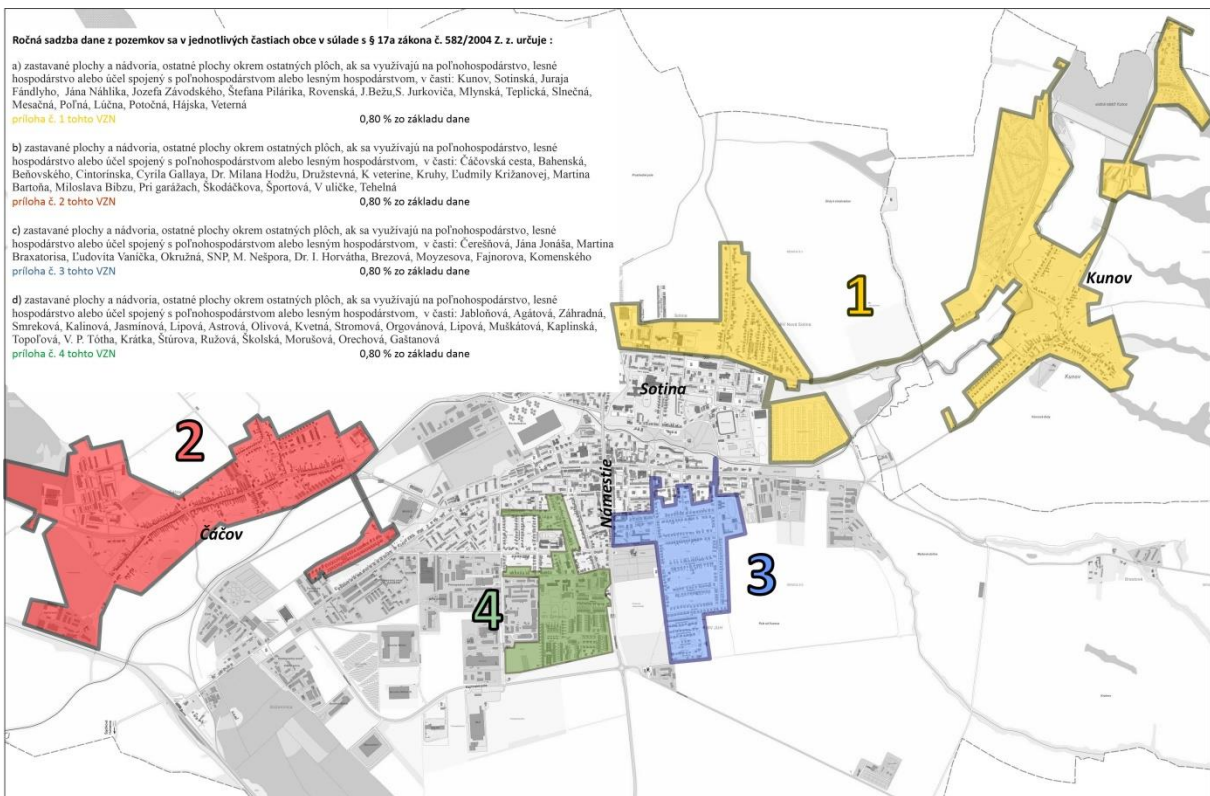 Ročná sadzba dane z pozemkov sa v jednotlivých častiach obce v súlade s § 17a zákona č. 582/2004 Z. z. určuje :
a) zastavané plochy a nádvoria, ostatné plochy okrem ostatných plôch, ak sa využívajú na poľnohospodárstvo, lesné
hospodárstvo alebo účel spojený s poľnohospodárstvom alebo lesným hospodárstvom, v časti: Kunov, Sotinská, Juraja
Fándlyho, Jána Náhlika, Jozefa Závodského, Štefana Pilárika, Rovenská, J.Bežu,S. Jurkoviča, Mlynská, Teplická, Slnečná,
Mesačná, Poľná, Lúčna, Potočná, Hájska, Veterná
príloha č. 1 tohto VZN 0,80 % zo základu dane
b) zastavané plochy a nádvoria, ostatné plochy okrem ostatných plôch, ak sa využívajú na poľnohospodárstvo, lesné
hospodárstvo alebo účel spojený s poľnohospodárstvom alebo lesným hospodárstvom, v časti: Čáčovská cesta, Bahenská,
Beňovského, Cintorínska, Cyrila Gallaya, Dr. Milana Hodžu, Družstevná, K veterine, Kruhy, Ľudmily Križanovej, Martina
Bartoňa, Miloslava Bibzu, Pri garážach, Škodáčkova, Športová, V uličke, Tehelná
príloha č. 2 tohto VZN 0,80 % zo základu dane
c) zastavané plochy a nádvoria, ostatné plochy okrem ostatných plôch, ak sa využívajú na poľnohospodárstvo, lesné
hospodárstvo alebo účel spojený s poľnohospodárstvom alebo lesným hospodárstvom, v časti: Čerešňová, Jána Jonáša, Martina
Braxatorisa, Ľudovíta Vaníčka, Okružná, SNP, M. Nešpora, Dr. I. Horvátha, Brezová, Moyzesova, Fajnorova, Komenského
príloha č. 3 tohto VZN 0,80 % zo základu dane
d) zastavané plochy a nádvoria, ostatné plochy okrem ostatných plôch, ak sa využívajú na poľnohospodárstvo, lesné
hospodárstvo alebo účel spojený s poľnohospodárstvom alebo lesným hospodárstvom, v časti: Jabloňová, Agátová, Záhradná,
Smreková, Kalinová, Jasmínová, Lipová, Astrová, Olivová, Kvetná, Stromová, Orgovánová, Lipová, Muškátová, Kaplinská,
Topoľová, V. P. Tótha, Krátka, Štúrova, Ružová, Školská, Morušová, Orechová, Gaštanová
príloha č. 4 tohto VZN 0,80 % zo základu dane
1
Kunov
Kunov
Sotina
2
Námestie
Čáčov
3
4